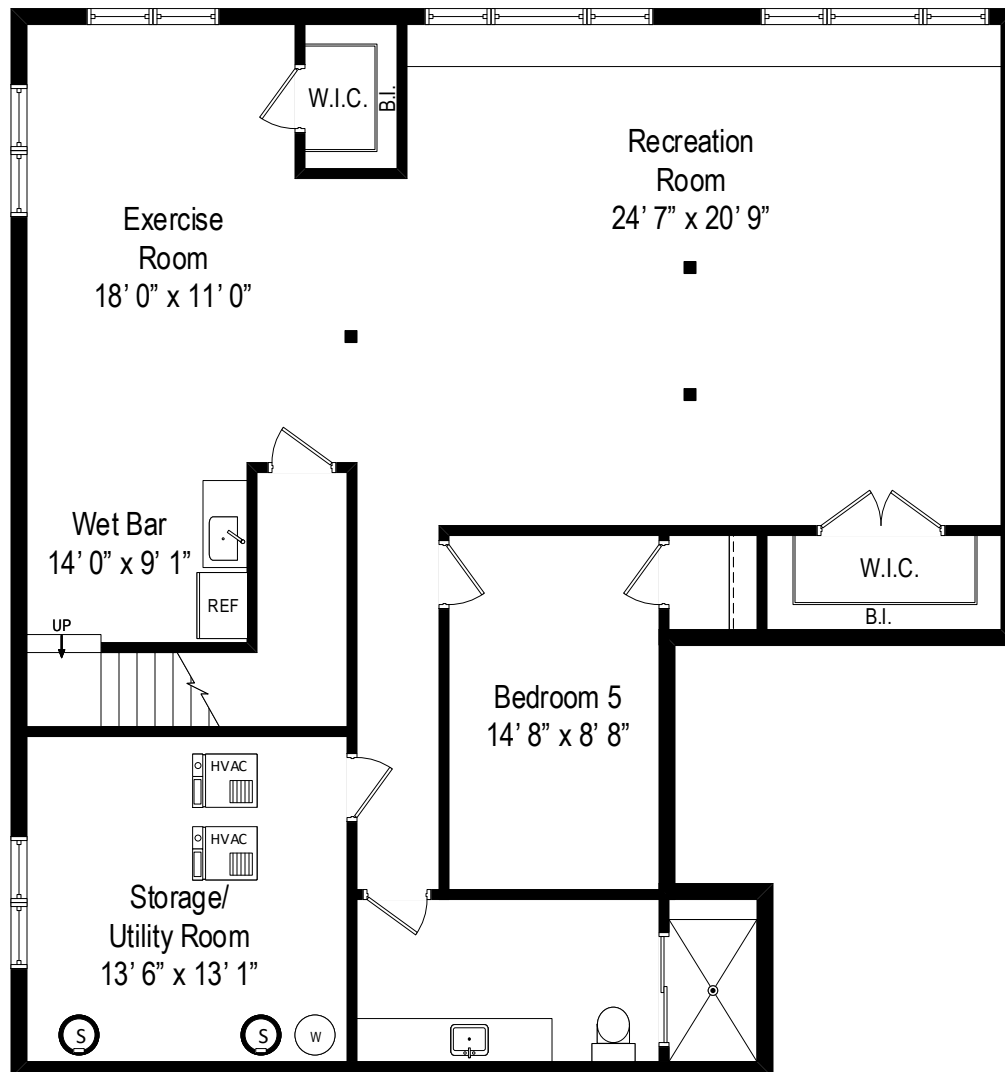 W.I.C.
B.I.
Recreation
Room
24’ 7” x 20’ 9”
Exercise
Room
18’ 0” x 11’ 0”
Wet Bar
14’ 0” x 9’ 1”
REF
UP
W.I.C.
B.I.
Bedroom 5
14’ 8” x 8’ 8”
HVAC
HVAC
Storage/
Utility Room
13’ 6” x 13’ 1”
S
S
W